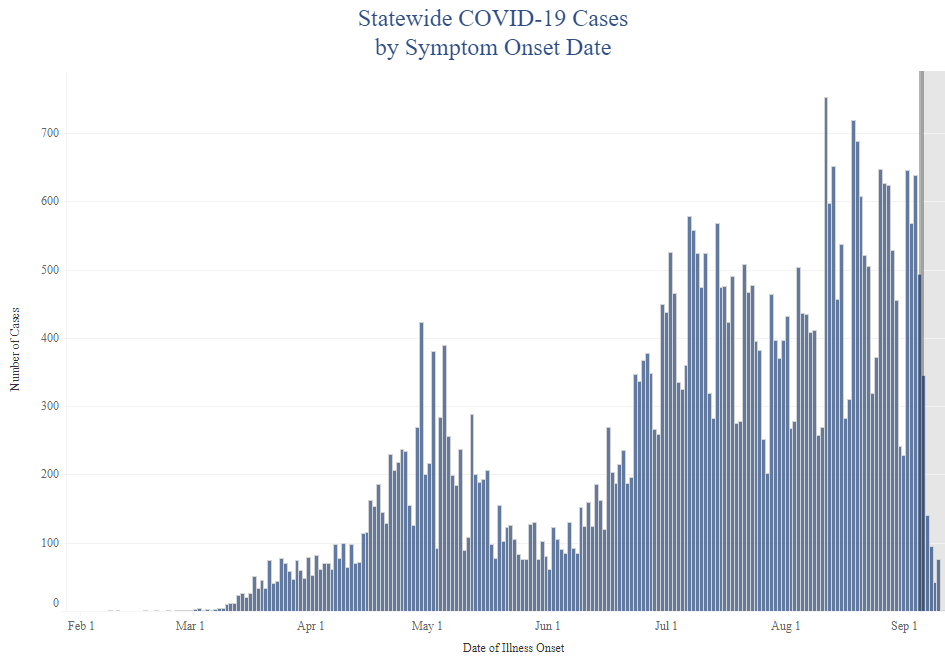 Statewide COVID-19 Cases
by Symptom Onset Date
700
600
500
400
300
200
100
0
Number of Cases
Feb 1
Mar 1
Apr 1
May 1
Jun 1
Jul 1
Aug 1
Sep 1
Date of Illness Onset